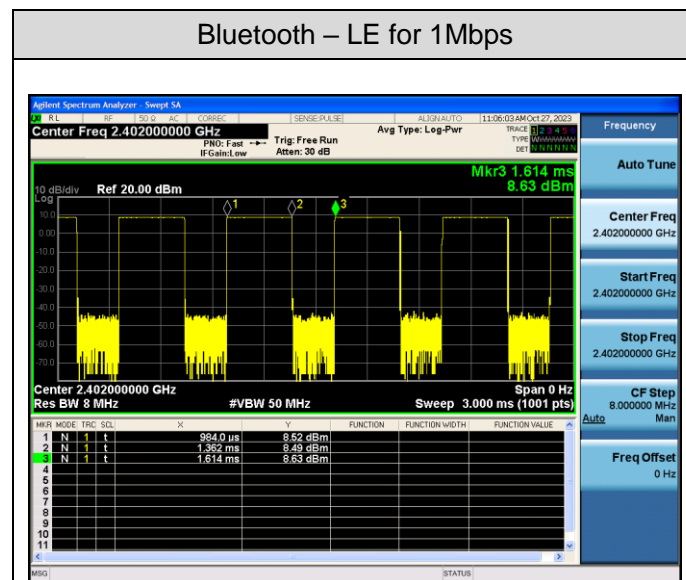 Bluetooth – LE for 1Mbps
Agilent Spectrum Analyzer - Swept SA
RL RF 50 Ω AC CORREC SENSE:PULSE ALIGNAUTO 11:06:03 AM Oct 27, 2023
Center Freq 2.402000000 GHz
PNO: Fast
IFGain:Low
Trig: Free Run
Atten: 30 dB
Avg Type: Log-Pwr
TRACE 1 2 3 4 5 6
TYPE
DET N N N N N N
Mkr3 1.614 ms
8.63 dBm
10 dB/div Ref 20.00 dBm
Log
1 2 3
10.0
0.00
-10.0
-20.0
-30.0
-40.0
-50.0
-60.0
-70.0
Center 2.402000000 GHz Span 0 Hz
Res BW 8 MHz #VBW 50 MHz Sweep 3.000 ms (1001 pts)
MKR MODE TRC SCL X Y FUNCTION FUNCTION WIDTH FUNCTION VALUE
1 N 1 t 984.0 µs 8.52 dBm
2 N 1 t 1.362 ms 8.49 dBm
3 N 1 t 1.614 ms 8.63 dBm
4
5
6
7
8
9
10
11
MSG STATUS
Frequency
Auto Tune
Center Freq
2.402000000 GHz
Start Freq
2.402000000 GHz
Stop Freq
2.402000000 GHz
CF Step
8.000000 MHz
Auto Man
Freq Offset
0 Hz